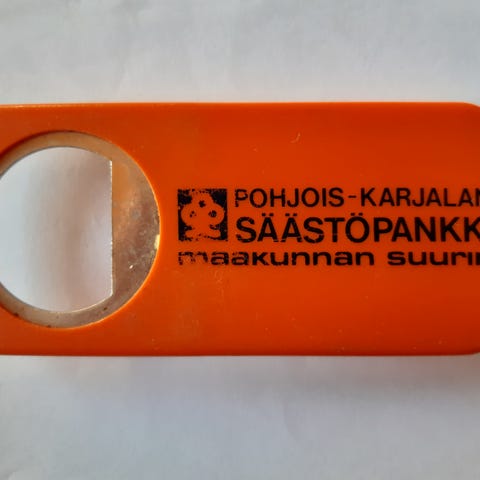 POHJOIS-KARJALAN
SÄÄSTÖPANKK
maakunnan suurin